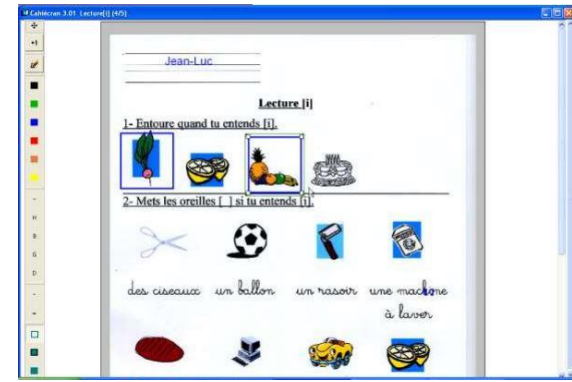 Cahiécran 3.01 Lecture[i] (4/5)
Jean-Luc
Lecture [i]
1- Entoure quand tu entends [i].
2- Mets les oreilles [ ] si tu entends [i].
des ciseaux un ballon un rasoir une machine
à laver
+1
H
B
G
D
-